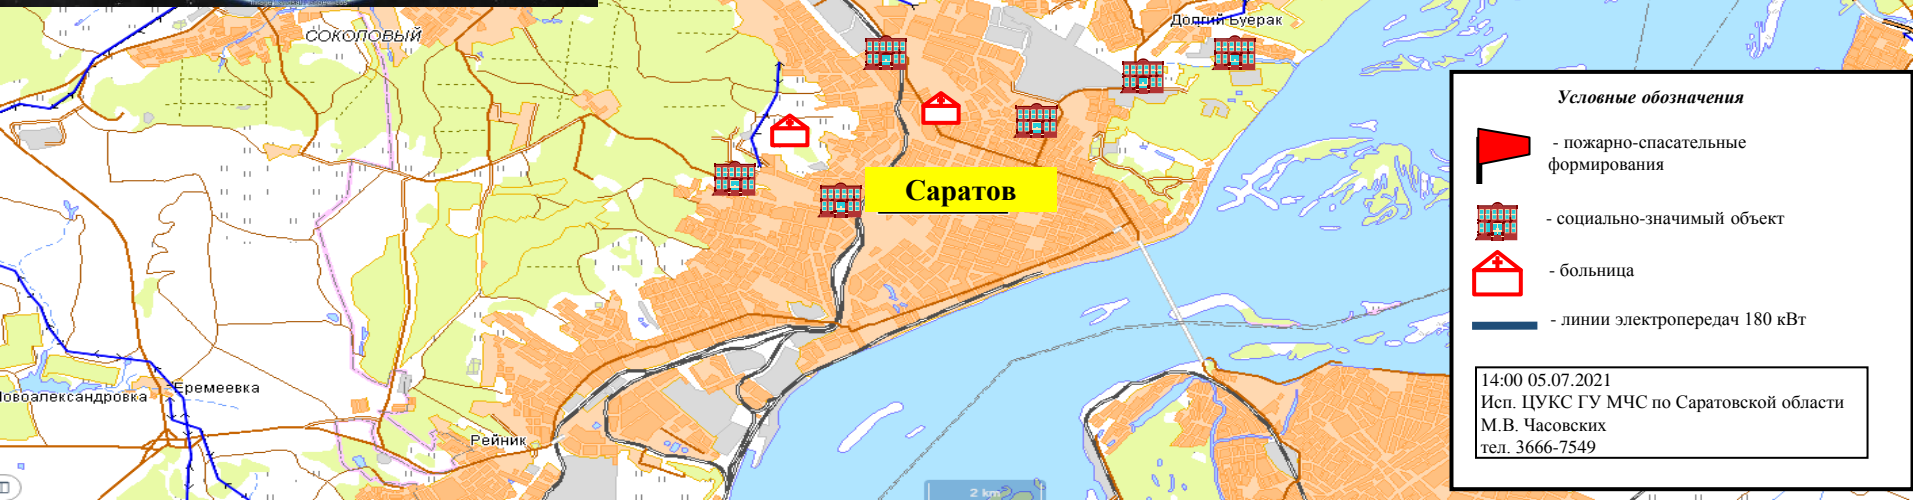 СОКОЛОВЫЙ
Долгий Буерак
Саратов
Еремеевка
Новоалександровка
Рейник
2 km
Условные обозначения
- пожарно-спасательные
формирования
- социально-значимый объект
- больница
- линии электропередач 180 кВт
14:00 05.07.2021
Исп. ЦУКС ГУ МЧС по Саратовской области
М.В. Часовских
тел. 3666-7549